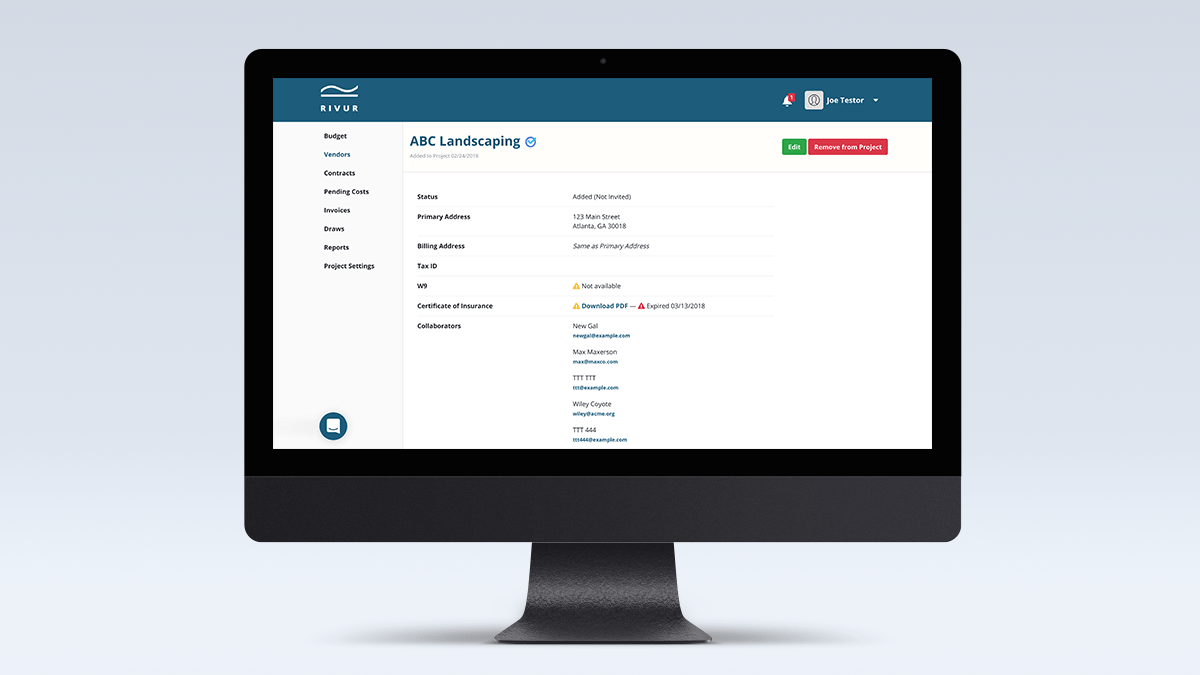 RIVUR
1
Joe Testor
Budget
Vendors
Contracts
Pending Costs
Invoices
Draws
Reports
Project Settings
ABC Landscaping
Added to Project 02/24/2018
Edit
Remove from Project
Status
Added (Not Invited)
Primary Address
123 Main Street
Atlanta, GA 30018
Billing Address
Same as Primary Address
Tax ID
W9
Not available
Certificate of Insurance
Download PDF — Expired 03/13/2018
Collaborators
New Gal
newgal@example.com
Max Maxerson
max@maxco.com
TTT TTT
ttt@example.com
Wiley Coyote
wiley@acme.org
TTT 444
ttt444@example.com